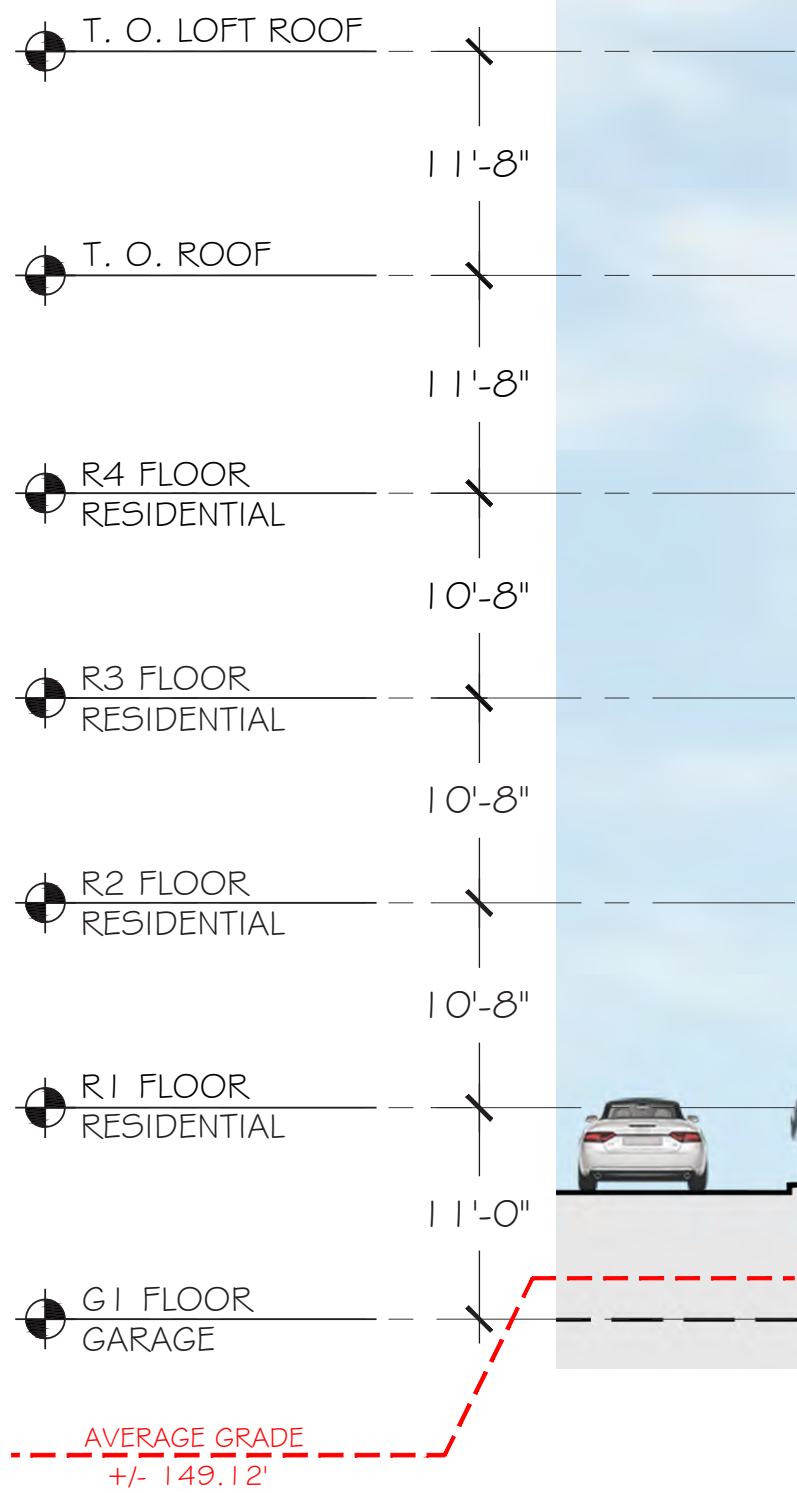 T. O. LOFT ROOF
11'-8"
T. O. ROOF
11'-8"
R4 FLOOR
RESIDENTIAL
10'-8"
R3 FLOOR
RESIDENTIAL
10'-8"
R2 FLOOR
RESIDENTIAL
10'-8"
R1 FLOOR
RESIDENTIAL
11'-0"
G1 FLOOR
GARAGE
AVERAGE GRADE
+/- 149.12'